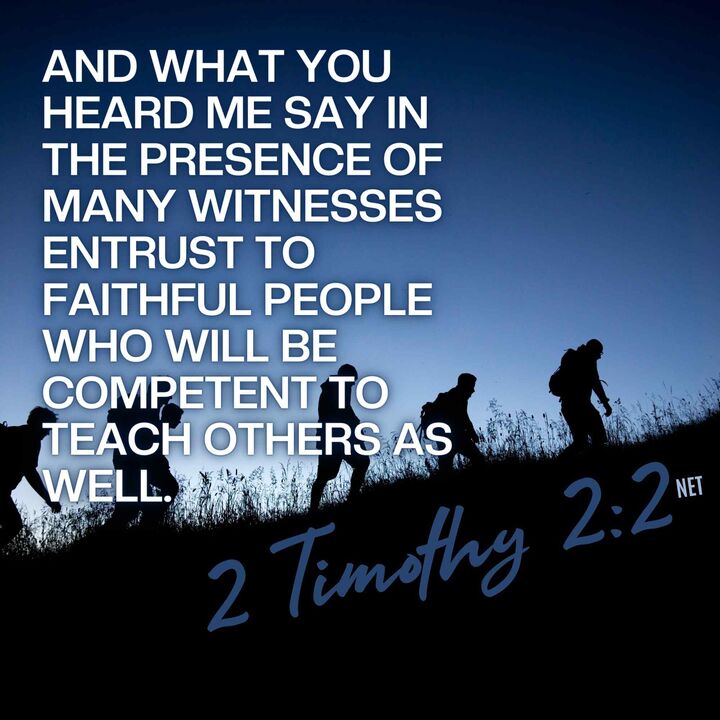 AND WHAT YOU
HEARD ME SAY IN
THE PRESENCE OF
MANY WITNESSES
ENTRUST TO
FAITHFUL PEOPLE
WHO WILL BE
COMPETENT TO
TEACH OTHERS AS
WELL.
2 Timothy 2:2 NET